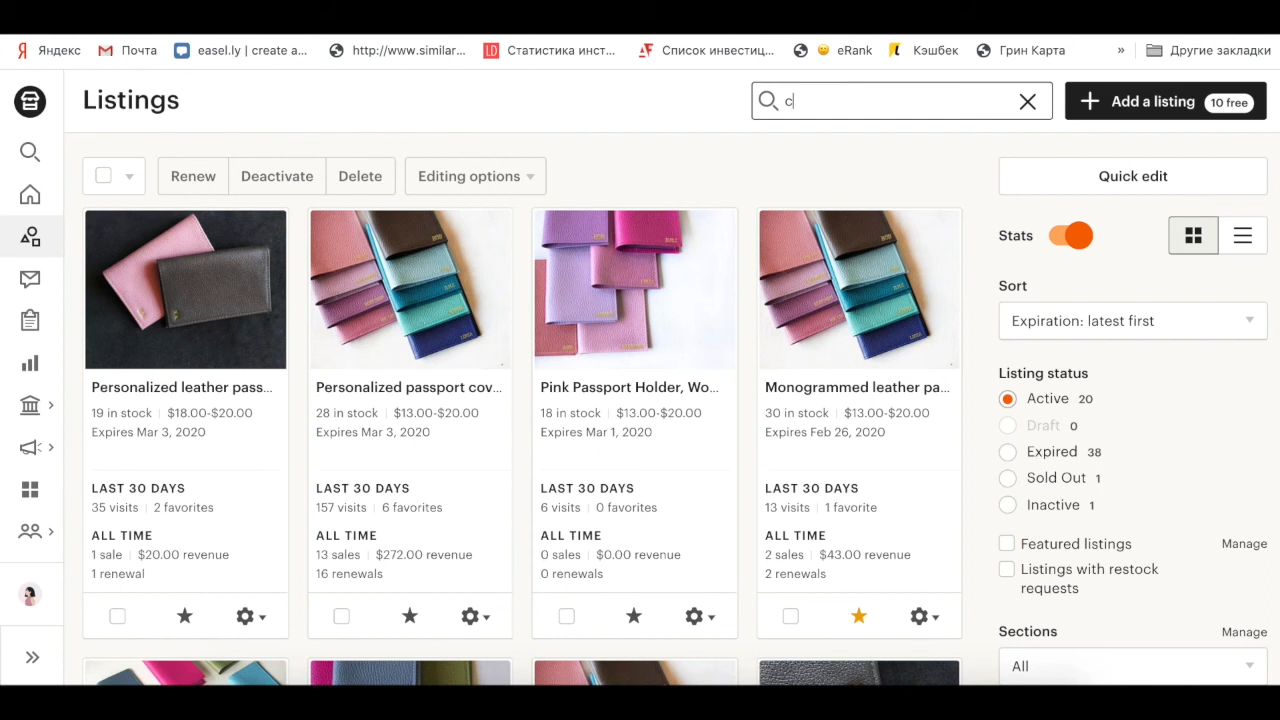 Яндекс
Почта
easel.ly | create a...
http://www.similar...
Статистика инст...
Список инвестиц...
eRank
Кэшбек
Грин Карта
»
Другие закладки
Listings
c
Add a listing 10 free
Renew
Deactivate
Delete
Editing options
Quick edit
Stats
Sort
Expiration: latest first
Listing status
Active 20
Draft 0
Expired 38
Sold Out 1
Inactive 1
Featured listings Manage
Listings with restock
requests
Sections Manage
All
Personalized leather pass...
19 in stock | $18.00-$20.00
Expires Mar 3, 2020
LAST 30 DAYS
35 visits | 2 favorites
ALL TIME
1 sale | $20.00 revenue
1 renewal
Personalized passport cov...
28 in stock | $13.00-$20.00
Expires Mar 3, 2020
LAST 30 DAYS
157 visits | 6 favorites
ALL TIME
13 sales | $272.00 revenue
16 renewals
Pink Passport Holder, Wo...
18 in stock | $13.00-$20.00
Expires Mar 1, 2020
LAST 30 DAYS
6 visits | 0 favorites
ALL TIME
0 sales | $0.00 revenue
0 renewals
Monogrammed leather pa...
30 in stock | $13.00-$20.00
Expires Feb 26, 2020
LAST 30 DAYS
13 visits | 1 favorite
ALL TIME
2 sales | $43.00 revenue
2 renewals